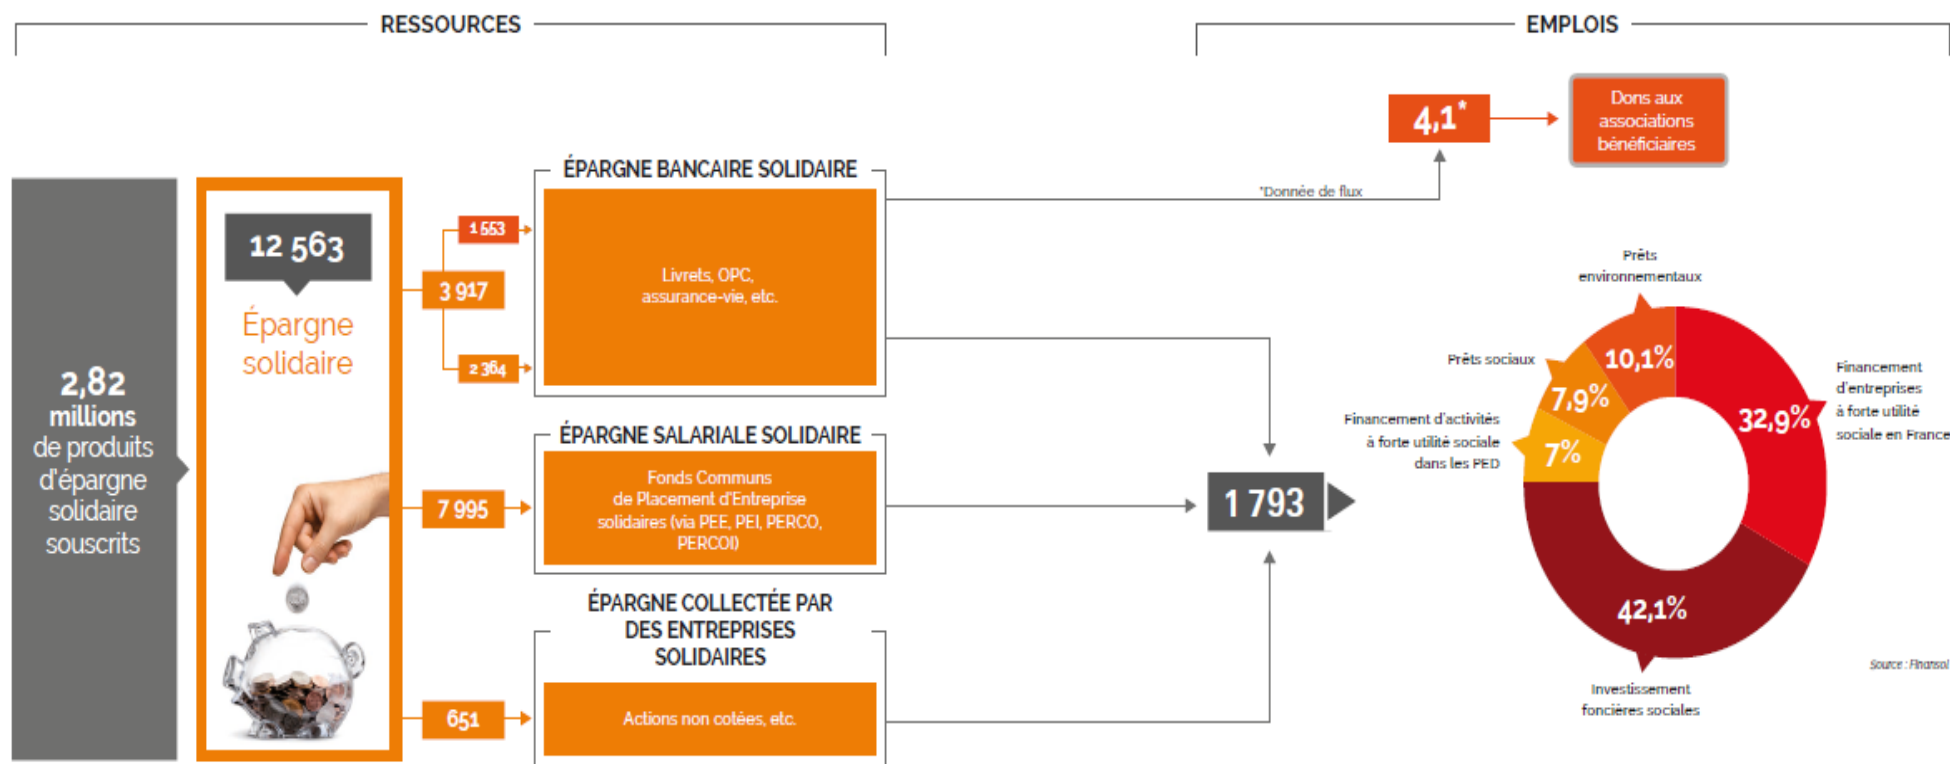 RESSOURCES
EMPLOIS
2,82
millions
de produits
d'épargne
solidaire
souscrits
12 563
Épargne
solidaire
3 917
1 553
2 364
7 995
651
ÉPARGNE BANCAIRE SOLIDAIRE
Livrets, OPC,
assurance-vie, etc.
ÉPARGNE SALARIALE SOLIDAIRE
Fonds Communs
de Placement d'Entreprise
solidaires (via PEE, PEI, PERCO,
PERCOI)
ÉPARGNE COLLECTÉE PAR
DES ENTREPRISES
SOLIDAIRES
Actions non cotées, etc.
4,1*
Dons aux
associations
bénéficiaires
*Donnée de flux
1 793
Prêts
environnementaux
10,1%
Prêts sociaux
7,9%
Financement d'activités
à forte utilité sociale
dans les PED
7%
Financement
d'entreprises
à forte utilité
sociale en France
32,9%
42,1%
Investissement
foncières sociales
Source : Finansol